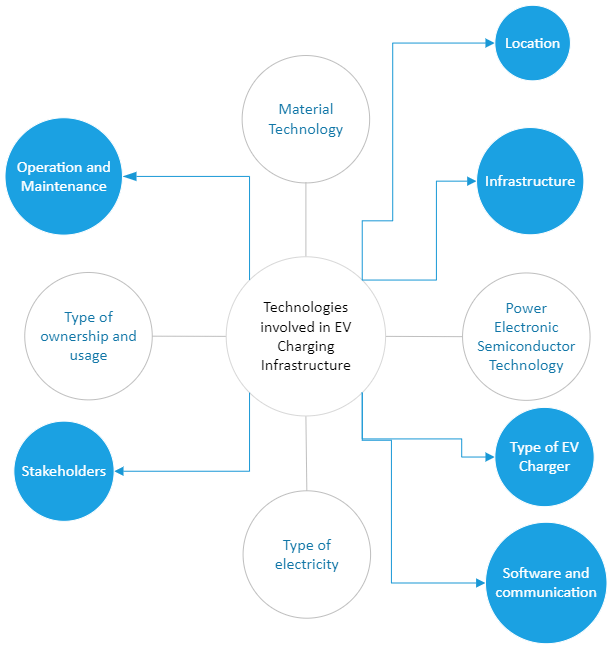 Location
Material
Technology
Operation and
Maintenance
Infrastructure
Technologies
involved in EV
Charging
Infrastructure
Type of
ownership and
usage
Power
Electronic
Semiconductor
Technology
Stakeholders
Type of EV
Charger
Type of
electricity
Software and
communication